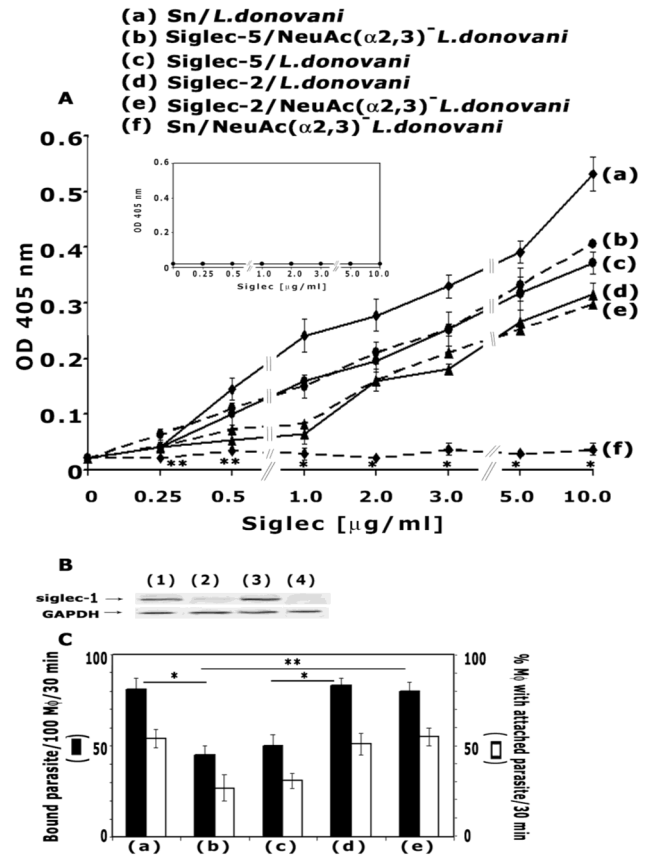 (a) Sn/L.donovani
(b) Siglec-5/NeuAc(α2,3)⁻L.donovani
(c) Siglec-5/L.donovani
(d) Siglec-2/L.donovani
(e) Siglec-2/NeuAc(α2,3)⁻L.donovani
(f) Sn/NeuAc(α2,3)⁻L.donovani
A
0.6
0.5
0.4
0.3
0.2
0.1
0
OD 405 nm
0.6
0.4
0.2
0
OD 405 nm
0 0.25 0.5 1.0 2.0 3.0 5.0 10.0
Siglec [μg/ml]
(a)
(b)
(c)
(d)
(e)
(f)
** ** * * * * *
0 0.25 0.5 1.0 2.0 3.0 5.0 10.0
Siglec [μg/ml]
B
(1) (2) (3) (4)
siglec-1
GAPDH
C
100
50
0
Bound parasite/100 Mϕ/30 min
( )
* ** *
100
50
0
% Mϕ with attached parasite/30 min
( )
(a) (b) (c) (d) (e)